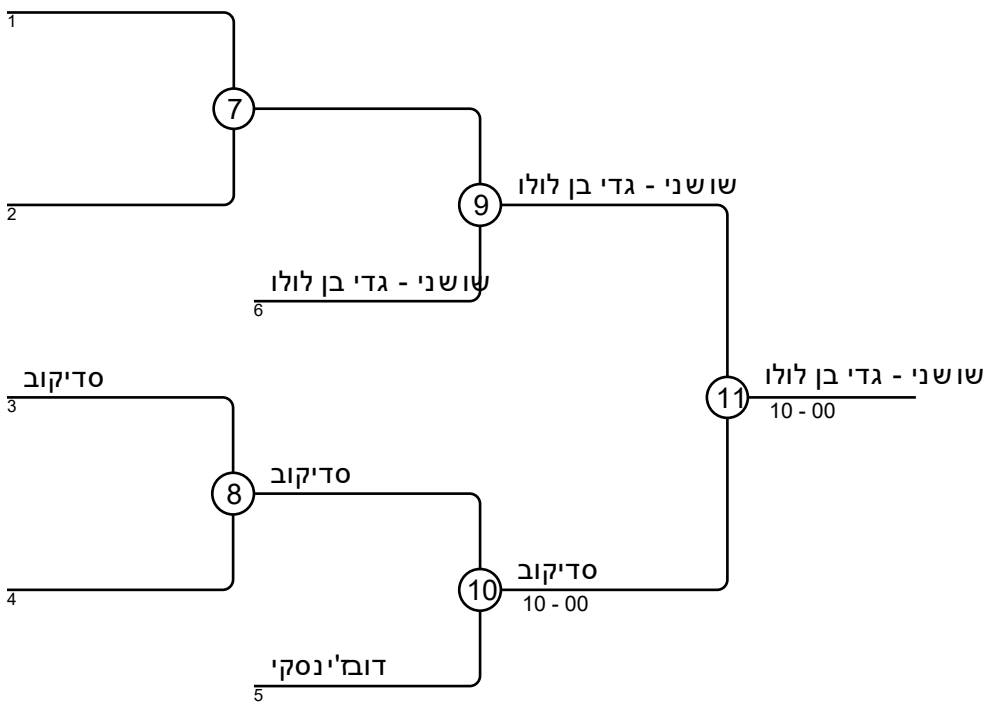 1
7
2
שושני - גדי בן לולו
9
שושני - גדי בן לולו
6
סדיקוב
3
שושני - גדי בן לולו
11
10 - 00
סדיקוב
8
סדיקוב
10
10 - 00
4
דובז'ינסקי
5